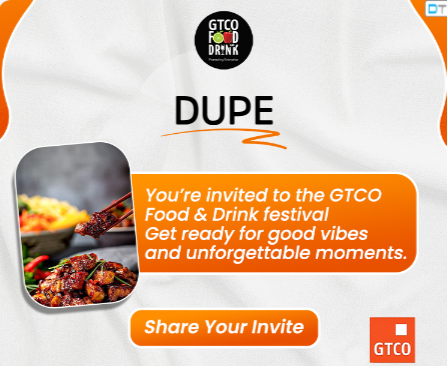 GTCO
FOOD
DRINK
DUPE
You're invited to the GTCO
Food & Drink festival
Get ready for good vibes
and unforgettable moments.
Share Your Invite
GTCO